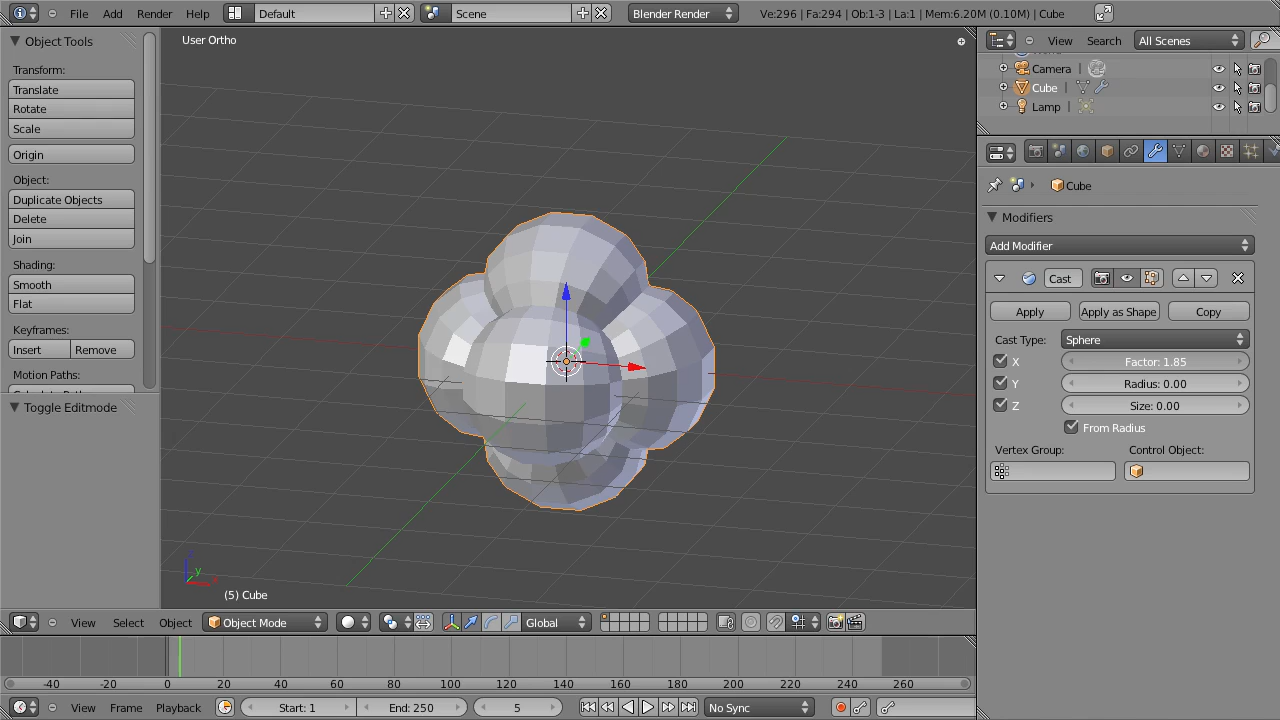 File Add Render Help Default Scene Blender Render Ve:296 | Fa:294 | Ob:1-3 | La:1 | Mem:6.20M (0.10M) | Cube
Object Tools
Transform:
Translate
Rotate
Scale
Origin
Object:
Duplicate Objects
Delete
Join
Shading:
Smooth
Flat
Keyframes:
Insert Remove
Motion Paths:
Toggle Editmode
User Ortho
z
y
x
(5) Cube
View Select Object Object Mode Global
-40 -20 0 20 40 60 80 100 120 140 160 180 200 220 240 260
View Frame Playback Start: 1 End: 250 5 No Sync
View Search All Scenes
Camera
Cube
Lamp
Cube
Modifiers
Add Modifier
Cast
Apply Apply as Shape Copy
Cast Type: Sphere
X Factor: 1.85
Y Radius: 0.00
Z Size: 0.00
From Radius
Vertex Group: Control Object: